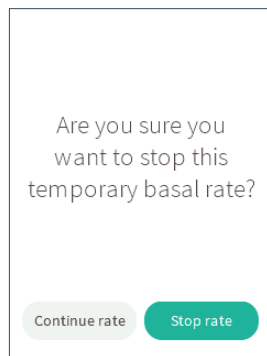 Are you sure you
want to stop this
temporary basal rate?
Continue rate
Stop rate